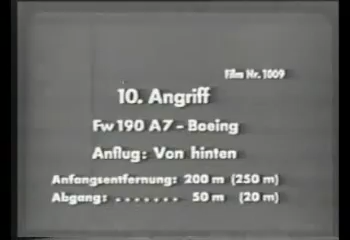 Film Nr. 1009
10. Angriff
Fw 190 A7 - Boeing
Anflug: Von hinten
Anfangsentfernung: 200 m (250 m)
Abgang: . . . . . . . 50 m (20 m)